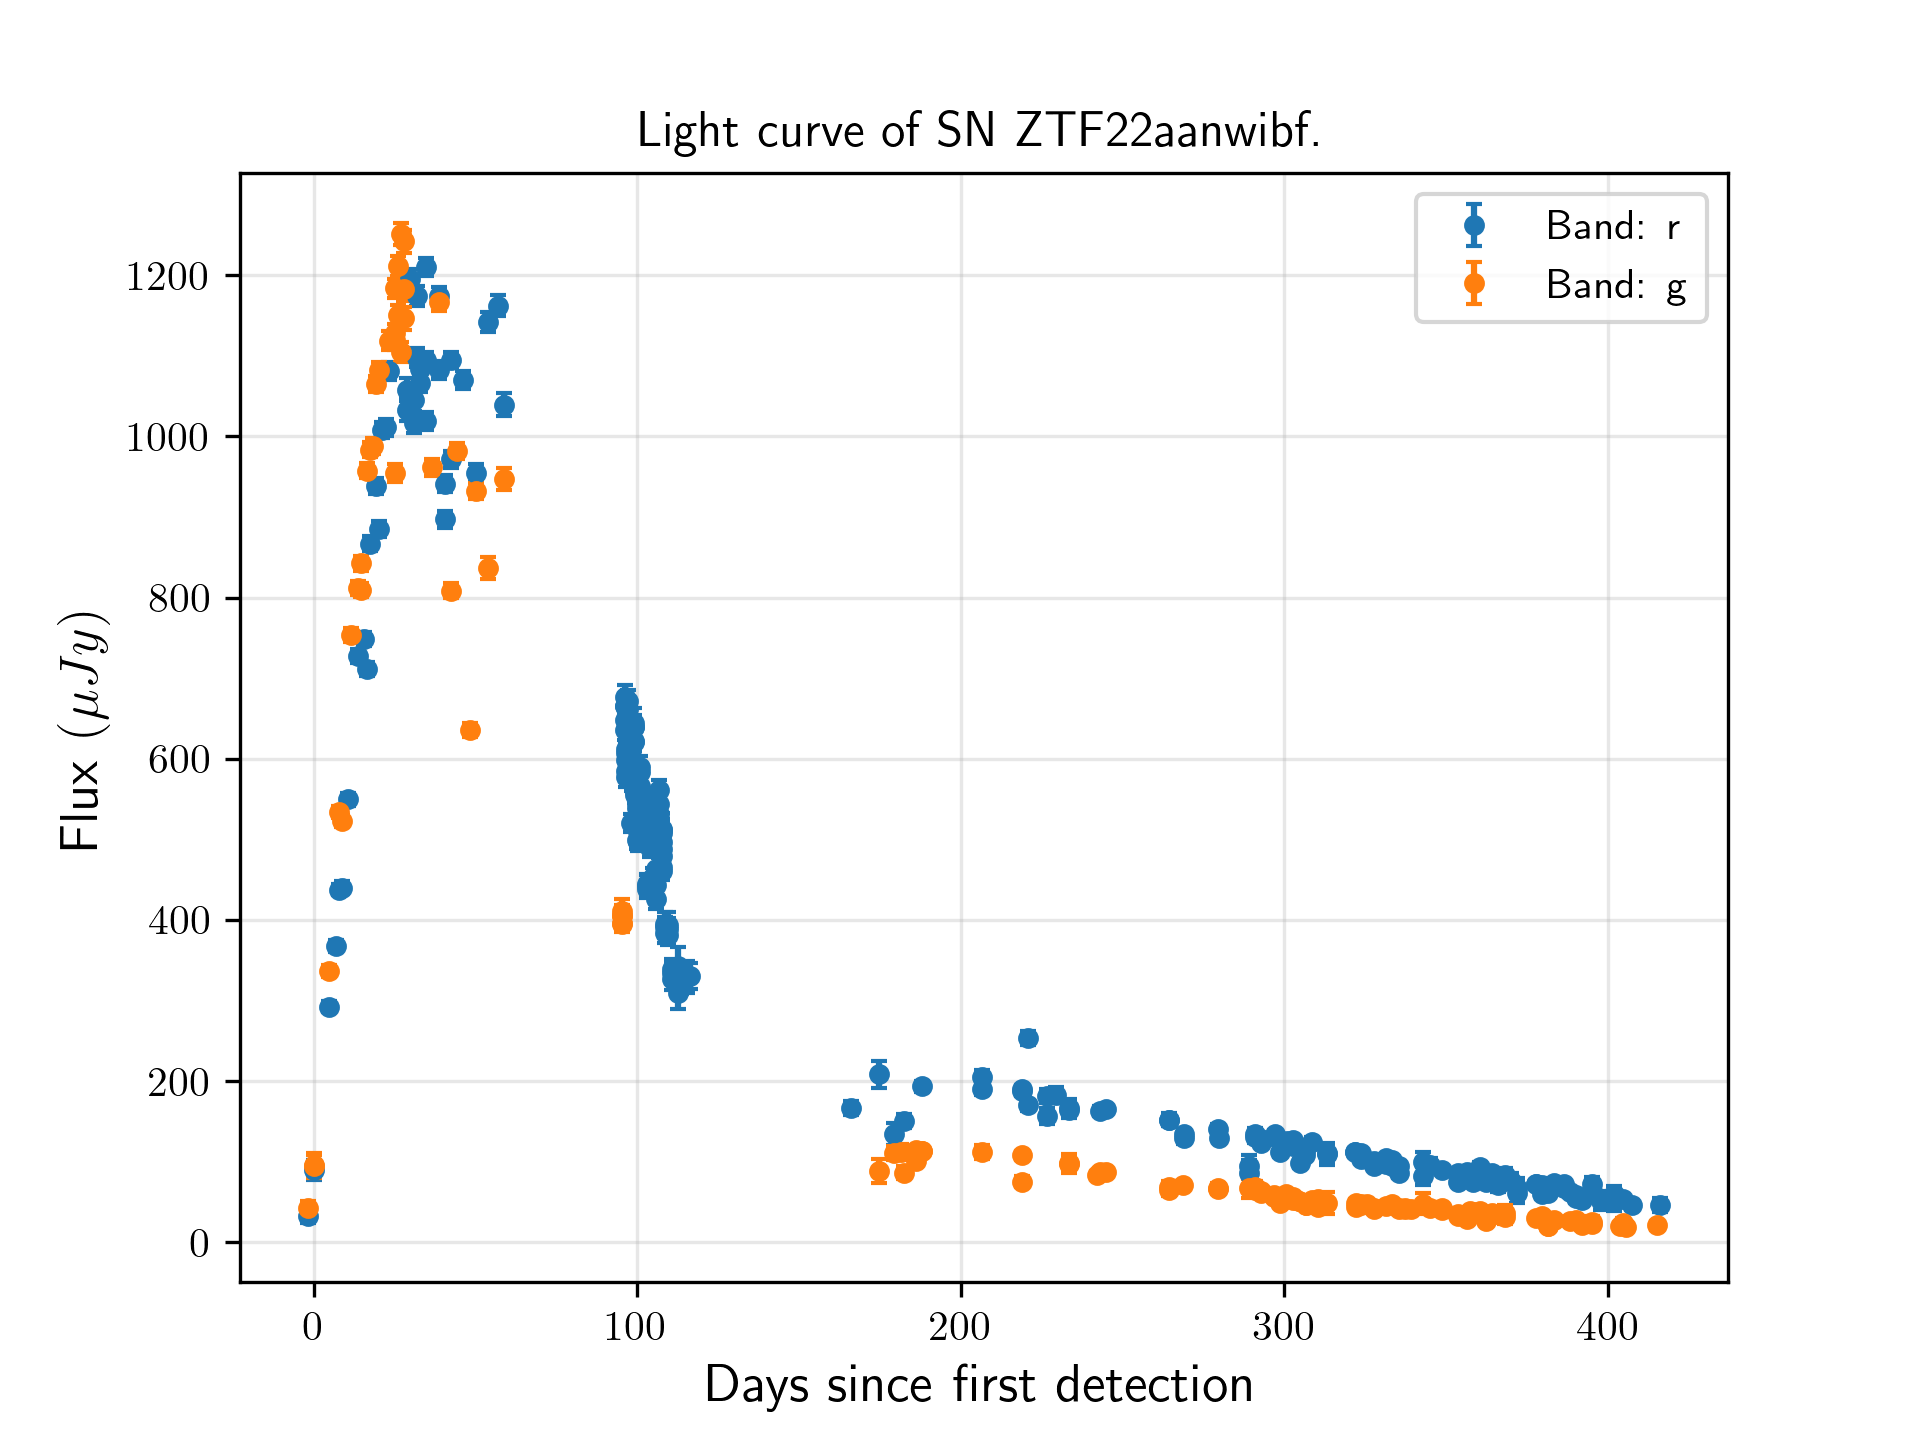 Light curve of SN ZTF22aanwibf.
Band: r
Band: g
Flux (μJy)
1200
1000
800
600
400
200
0
0 100 200 300 400
Days since first detection